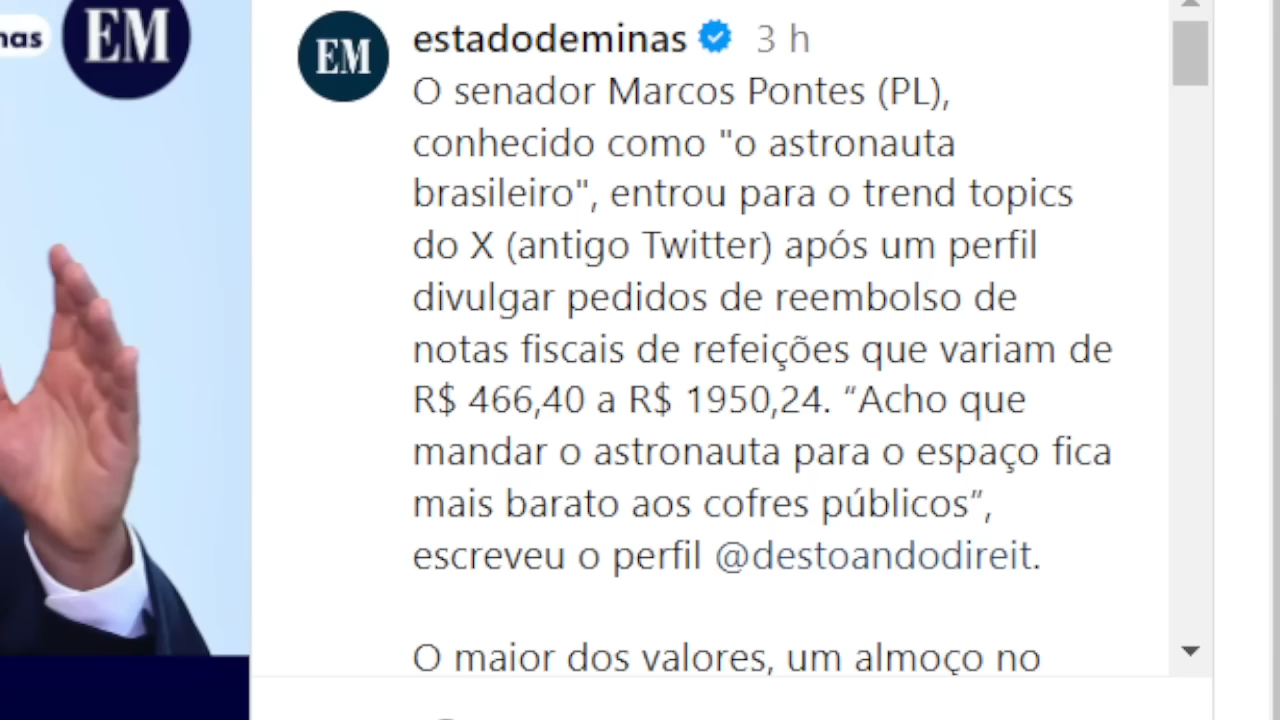 nas
EM
EM
estadodeminas 3 h
O senador Marcos Pontes (PL),
conhecido como "o astronauta
brasileiro", entrou para o trend topics
do X (antigo Twitter) após um perfil
divulgar pedidos de reembolso de
notas fiscais de refeições que variam de
R$ 466,40 a R$ 1950,24. “Acho que
mandar o astronauta para o espaço fica
mais barato aos cofres públicos”,
escreveu o perfil @destoandodireit.
O maior dos valores, um almoço no